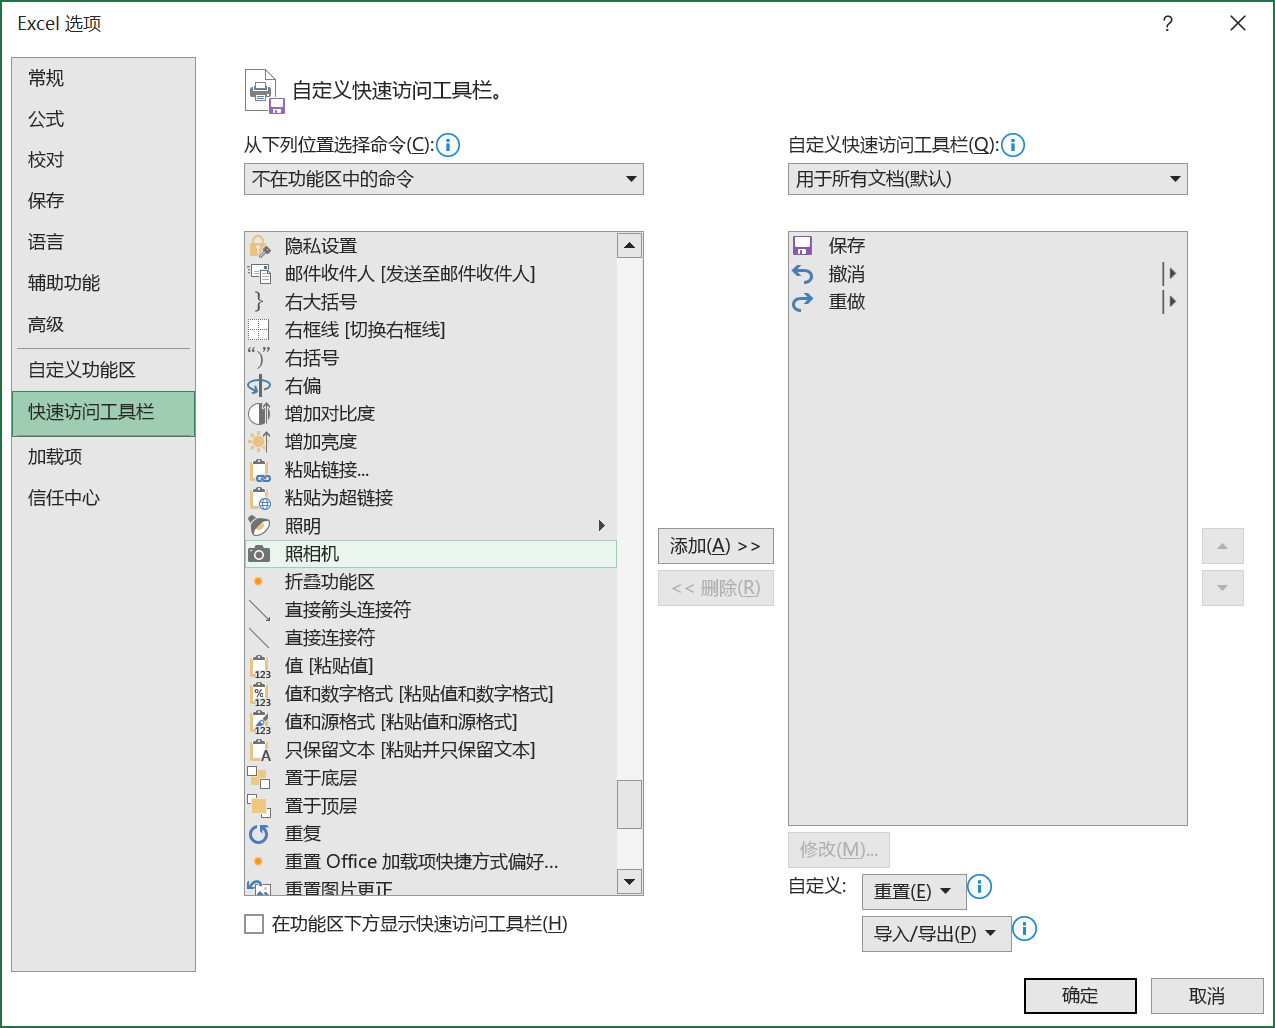 Excel 选项
?
常规
公式
校对
保存
语言
辅助功能
高级
自定义功能区
快速访问工具栏
加载项
信任中心
自定义快速访问工具栏。
从下列位置选择命令(C):
不在功能区中的命令
隐私设置
邮件收件人 [发送至邮件收件人]
右大括号
右框线 [切换右框线]
右括号
右偏
增加对比度
增加亮度
粘贴链接...
粘贴为超链接
照明
照相机
折叠功能区
直接箭头连接符
直接连接符
值 [粘贴值]
值和数字格式 [粘贴值和数字格式]
值和源格式 [粘贴值和源格式]
只保留文本 [粘贴并只保留文本]
置于底层
置于顶层
重复
重置 Office 加载项快捷方式偏好...
重置图片更正
在功能区下方显示快速访问工具栏(H)
添加(A) >>
<< 删除(R)
自定义快速访问工具栏(Q):
用于所有文档(默认)
保存
撤消
重做
修改(M)...
自定义:
重置(E)
导入/导出(P)
确定
取消